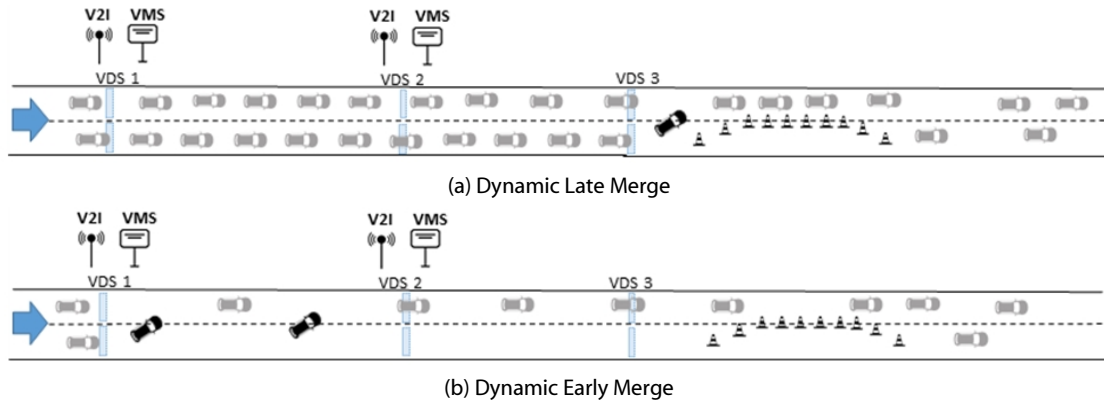 V2I VMS V2I VMS
VDS 1 VDS 2 VDS 3
(a) Dynamic Late Merge
V2I VMS V2I VMS
VDS 1 VDS 2 VDS 3
(b) Dynamic Early Merge